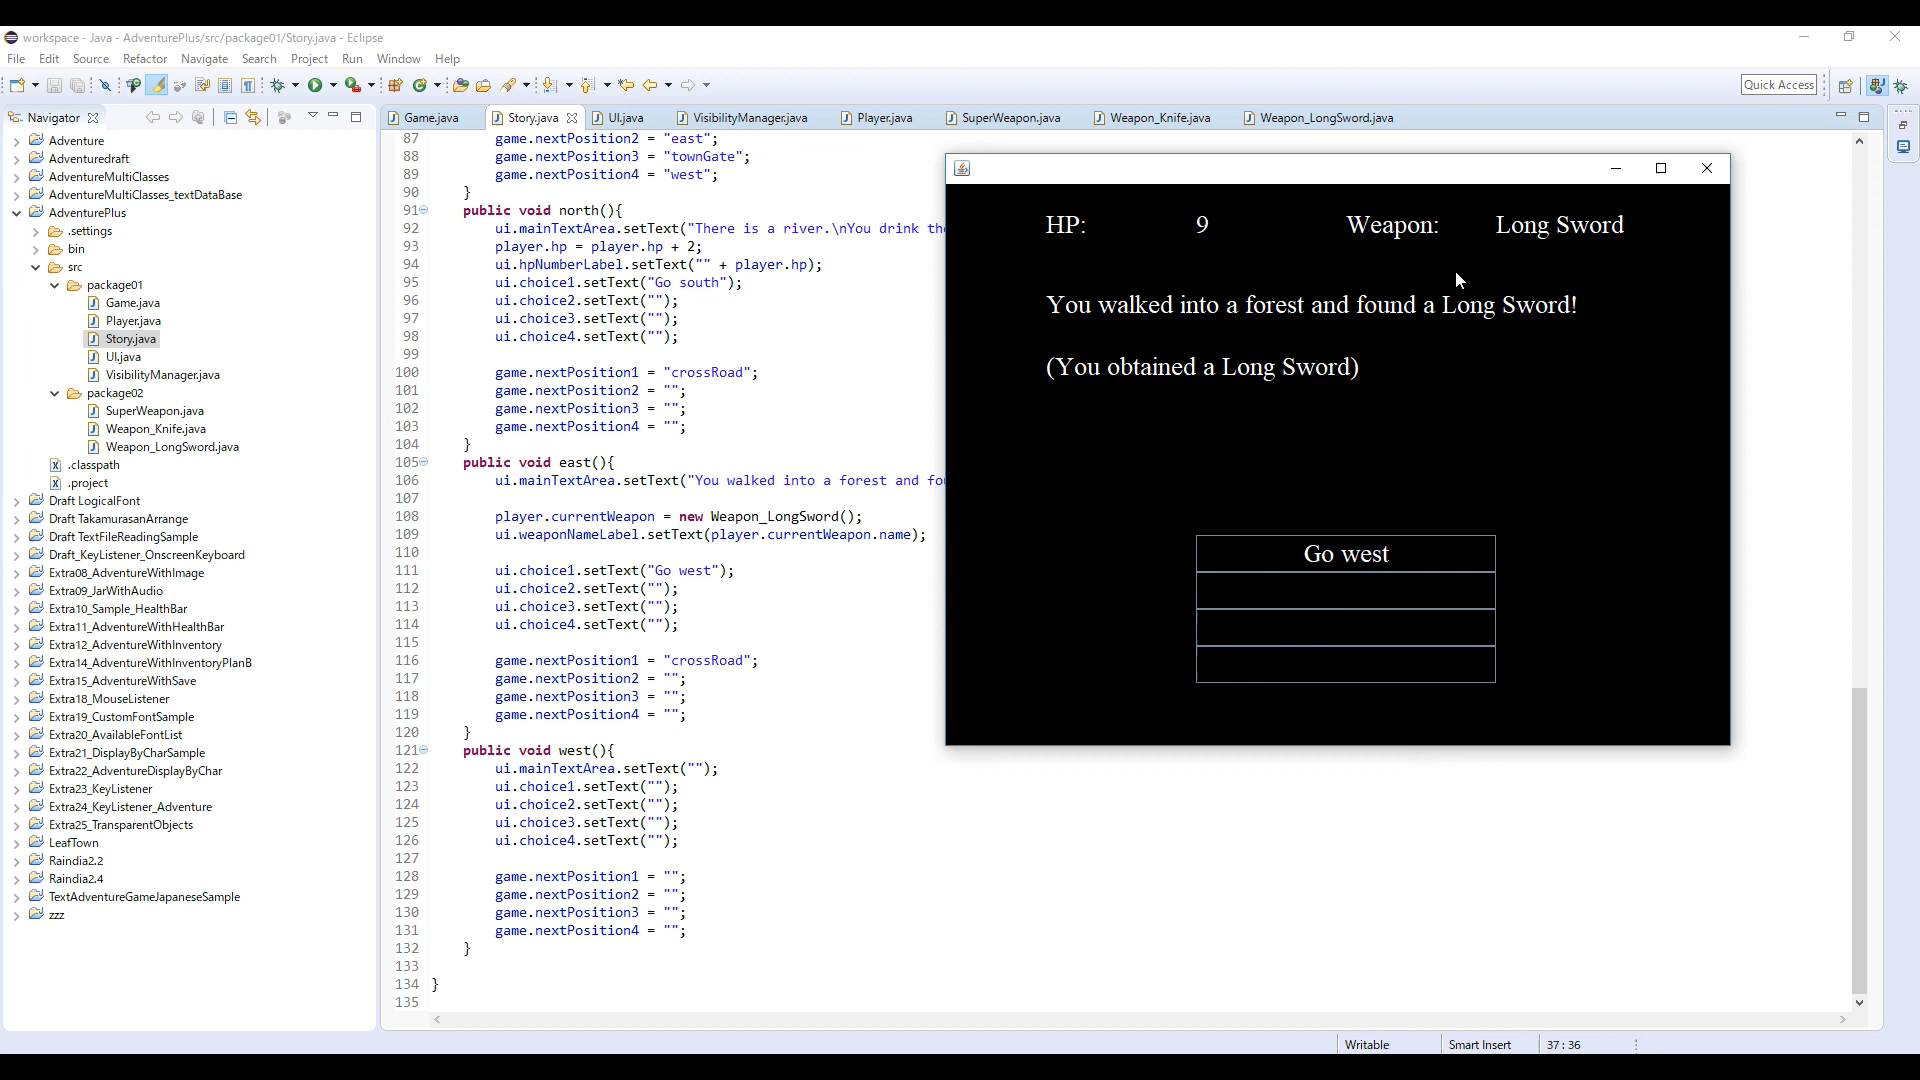 workspace - Java - AdventurePlus/src/package01/Story.java - Eclipse
File Edit Source Refactor Navigate Search Project Run Window Help
Quick Access
Navigator
Game.java Story.java UI.java VisibilityManager.java Player.java SuperWeapon.java Weapon_Knife.java Weapon_LongSword.java
Adventure
Adventuredraft
AdventureMultiClasses
AdventureMultiClasses_textDataBase
AdventurePlus
.settings
bin
src
package01
Game.java
Player.java
Story.java
UI.java
VisibilityManager.java
package02
SuperWeapon.java
Weapon_Knife.java
Weapon_LongSword.java
.classpath
.project
Draft LogicalFont
Draft TakamurasanArrange
Draft TextFileReadingSample
Draft_KeyListener_OnscreenKeyboard
Extra08_AdventureWithImage
Extra09_JarWithAudio
Extra10_Sample_HealthBar
Extra11_AdventureWithHealthBar
Extra12_AdventureWithInventory
Extra14_AdventureWithInventoryPlanB
Extra15_AdventureWithSave
Extra18_MouseListener
Extra19_CustomFontSample
Extra20_AvailableFontList
Extra21_DisplayByCharSample
Extra22_AdventureDisplayByChar
Extra23_KeyListener
Extra24_KeyListener_Adventure
Extra25_TransparentObjects
LeafTown
Raindia2.2
Raindia2.4
TextAdventureGameJapaneseSample
zzz
87 game.nextPosition2 = "east";
88 game.nextPosition3 = "townGate";
89 game.nextPosition4 = "west";
90 }
91 public void north(){
92 ui.mainTextArea.setText("There is a river.\nYou drink th
93 player.hp = player.hp + 2;
94 ui.hpNumberLabel.setText("" + player.hp);
95 ui.choice1.setText("Go south");
96 ui.choice2.setText("");
97 ui.choice3.setText("");
98 ui.choice4.setText("");
99
100 game.nextPosition1 = "crossRoad";
101 game.nextPosition2 = "";
102 game.nextPosition3 = "";
103 game.nextPosition4 = "";
104 }
105 public void east(){
106 ui.mainTextArea.setText("You walked into a forest and fo
107
108 player.currentWeapon = new Weapon_LongSword();
109 ui.weaponNameLabel.setText(player.currentWeapon.name);
110
111 ui.choice1.setText("Go west");
112 ui.choice2.setText("");
113 ui.choice3.setText("");
114 ui.choice4.setText("");
115
116 game.nextPosition1 = "crossRoad";
117 game.nextPosition2 = "";
118 game.nextPosition3 = "";
119 game.nextPosition4 = "";
120 }
121 public void west(){
122 ui.mainTextArea.setText("");
123 ui.choice1.setText("");
124 ui.choice2.setText("");
125 ui.choice3.setText("");
126 ui.choice4.setText("");
127
128 game.nextPosition1 = "";
129 game.nextPosition2 = "";
130 game.nextPosition3 = "";
131 game.nextPosition4 = "";
132 }
133
134 }
135
HP: 9 Weapon: Long Sword
You walked into a forest and found a Long Sword!
(You obtained a Long Sword)
Go west
Writable Smart Insert 37 : 36